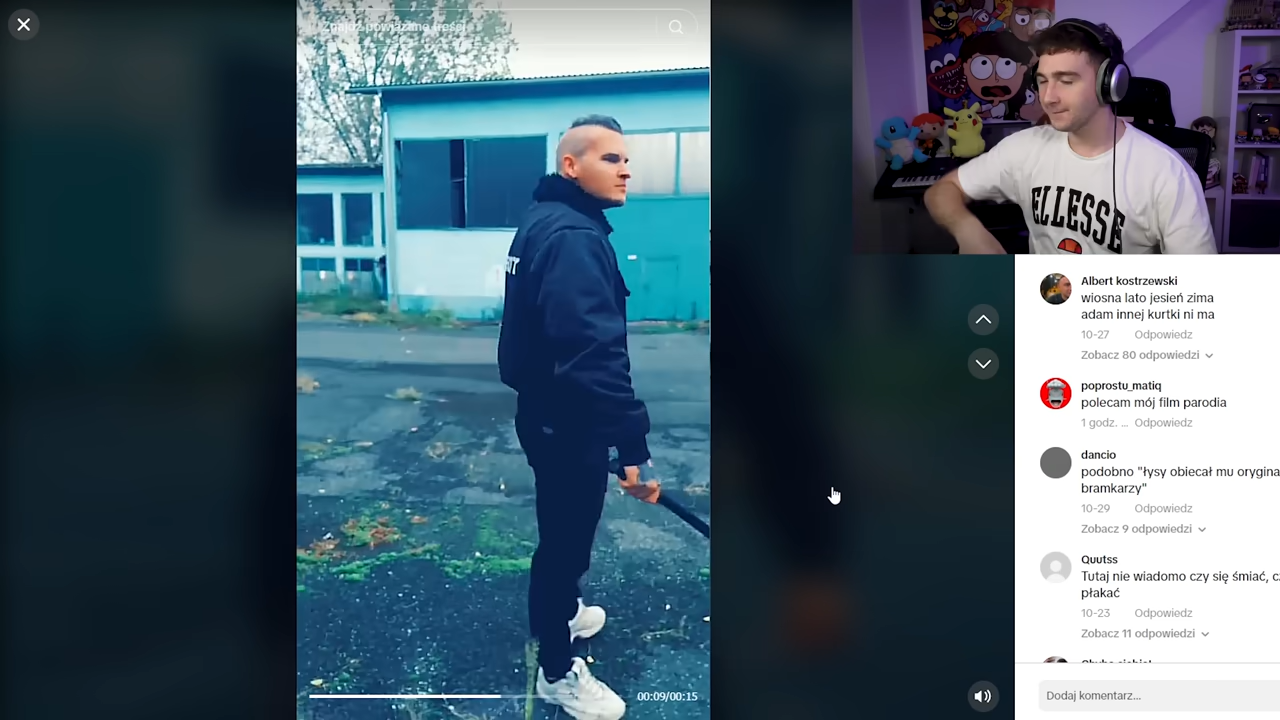 Znajdź powiązane treści
ELLESSE
Albert kostrzewski
wiosna lato jesień zima
adam innej kurtki ni ma
10-27 Odpowiedz
Zobacz 80 odpowiedzi
poprostu_matiq
polecam mój film parodia
1 godz. ... Odpowiedz
dancio
podobno "łysy obiecał mu orygina
bramkarzy"
10-29 Odpowiedz
Zobacz 9 odpowiedzi
Quutss
Tutaj nie wiadomo czy się śmiać, c
płakać
10-23 Odpowiedz
Zobacz 11 odpowiedzi
00:09/00:15
Dodaj komentarz...